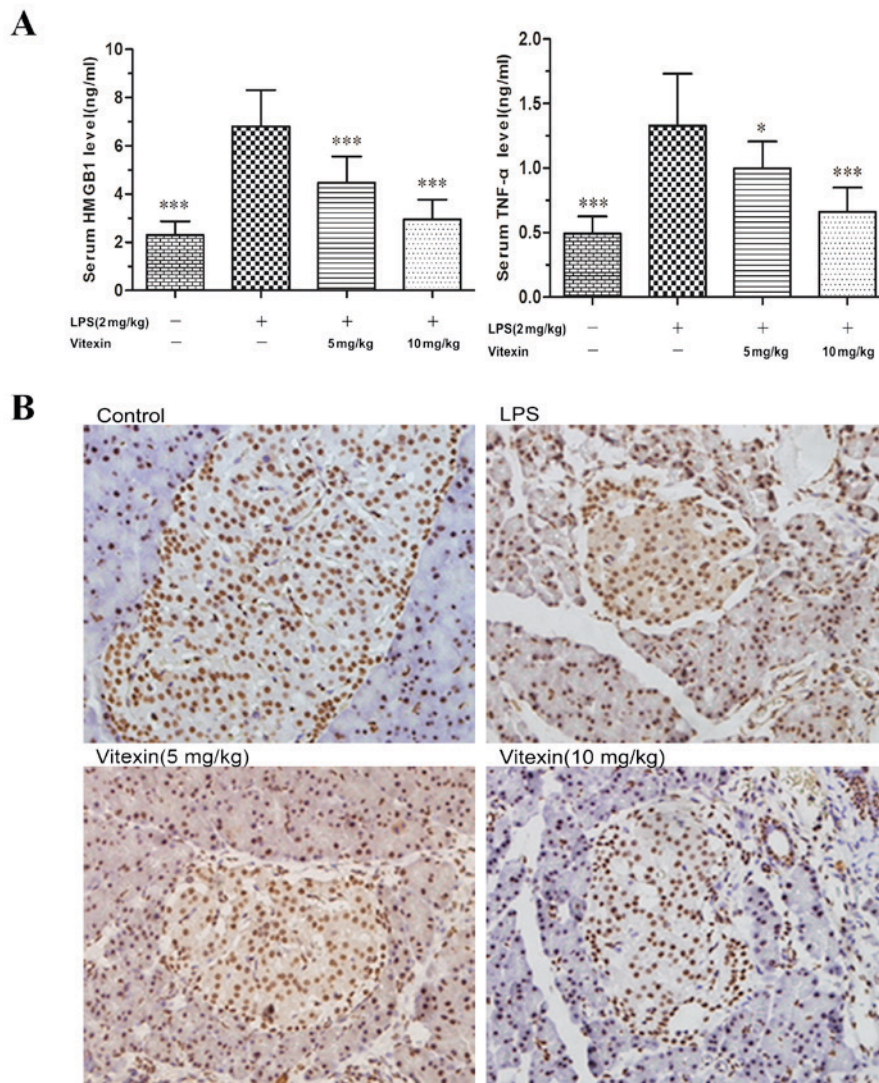 A
Serum HMGB1 level(ng/ml)
10
8
6
4
2
0
***
***
***
LPS(2mg/kg) − + + +
Vitexin − − 5mg/kg 10mg/kg
Serum TNF-α level(ng/ml)
2.0
1.5
1.0
0.5
0.0
***
*
***
LPS(2mg/kg) − + + +
Vitexin − − 5mg/kg 10mg/kg
B
Control
LPS
Vitexin(5 mg/kg)
Vitexin(10 mg/kg)